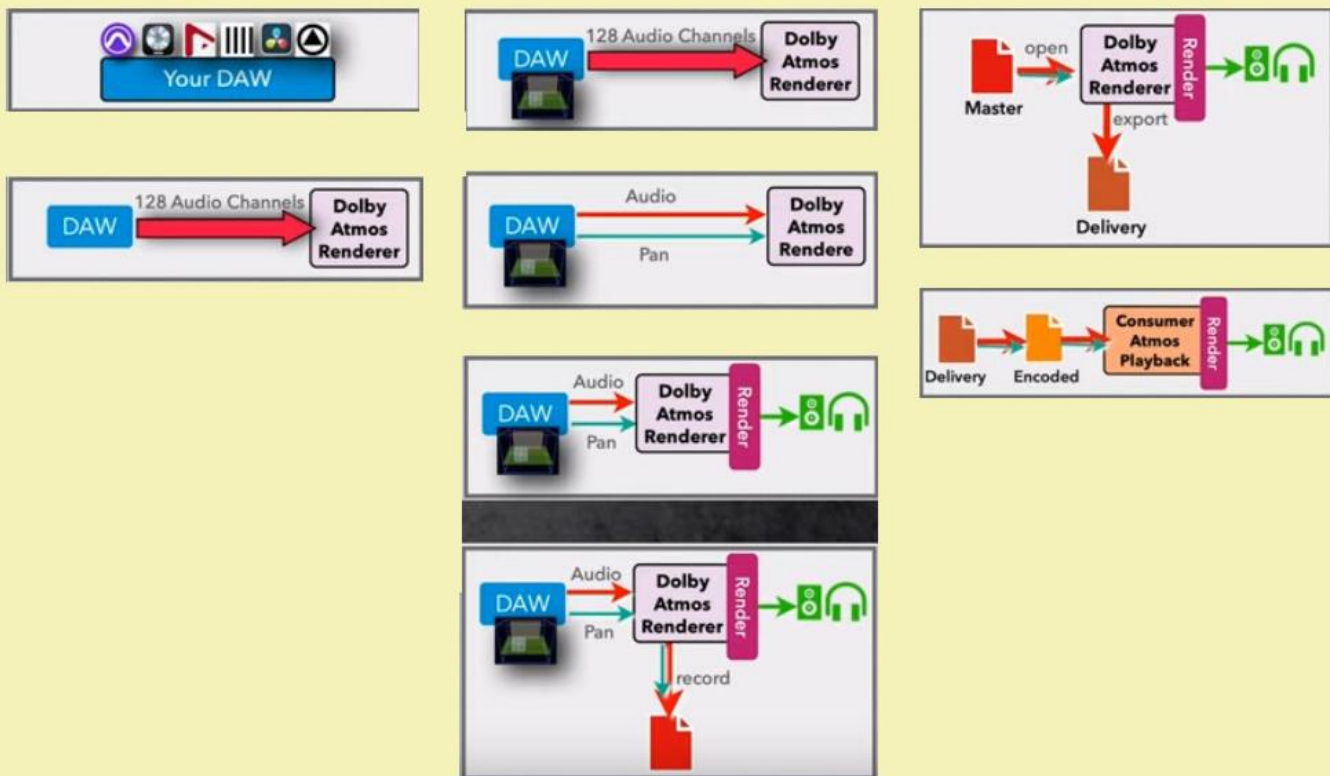 Your DAW
128 Audio Channels
DAW
Dolby
Atmos
Renderer
128 Audio Channels
DAW
Dolby
Atmos
Renderer
Audio
DAW
Pan
Dolby
Atmos
Rendere
Audio
DAW
Pan
Dolby
Atmos
Renderer
Render
Audio
DAW
Pan
Dolby
Atmos
Renderer
Render
record
open
Master
Dolby
Atmos
Renderer
Render
export
Delivery
Delivery
Encoded
Consumer
Atmos
Playback
Render